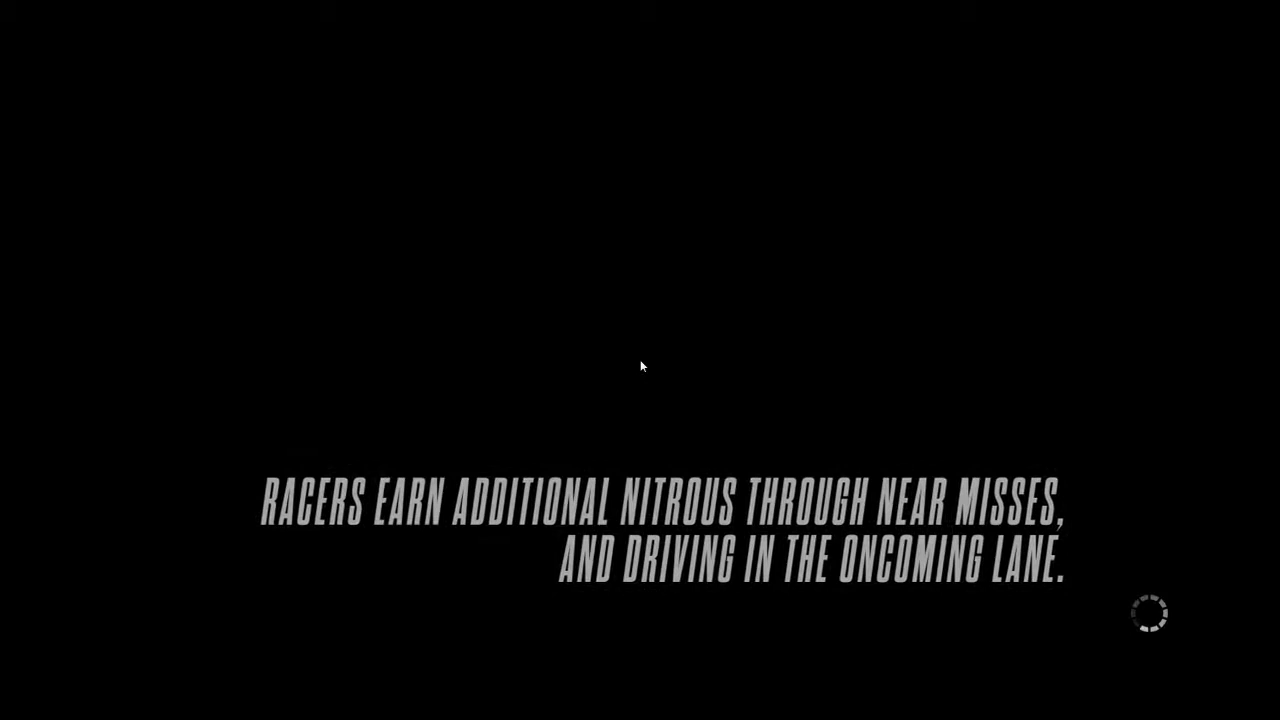 RACERS EARN ADDITIONAL NITROUS THROUGH NEAR MISSES,
AND DRIVING IN THE ONCOMING LANE.